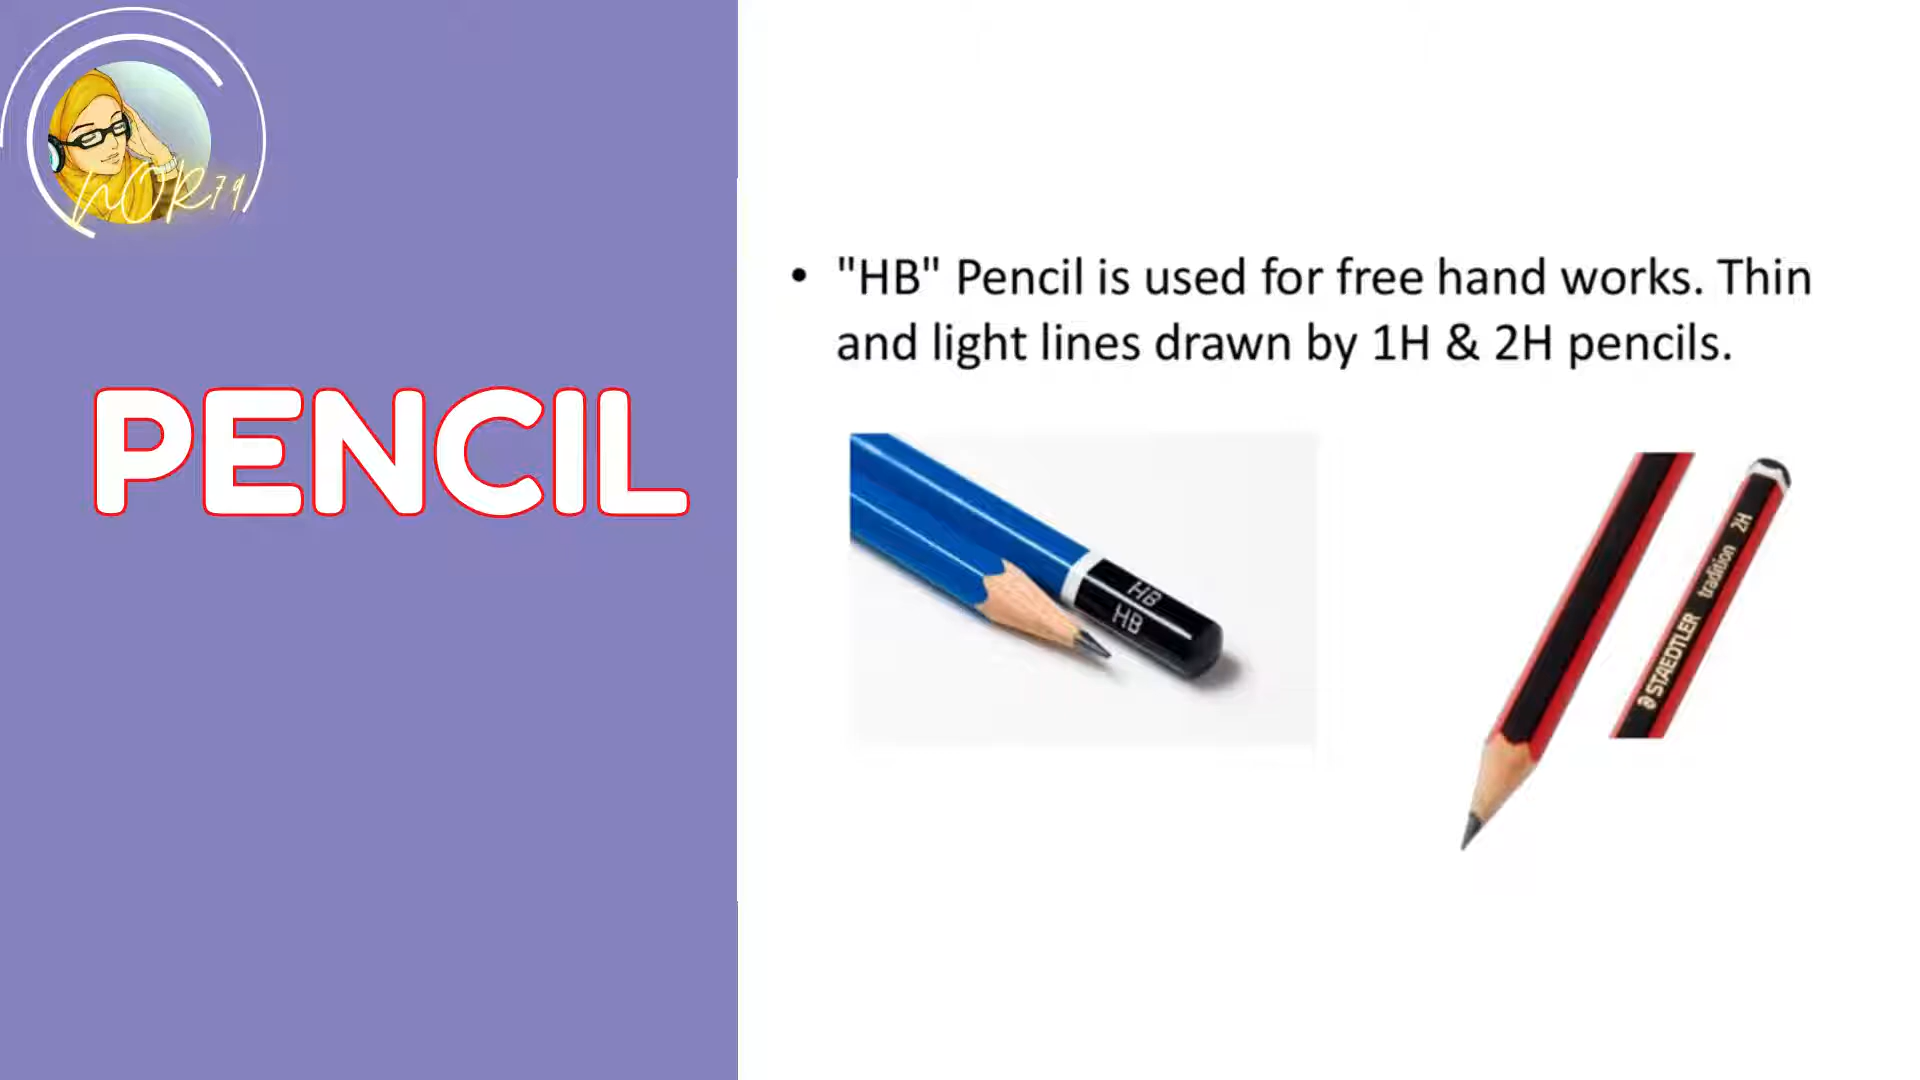 NOR79
PENCIL
• "HB" Pencil is used for free hand works. Thin
and light lines drawn by 1H & 2H pencils.
HB
HB
STAEDTLER tradition 2H